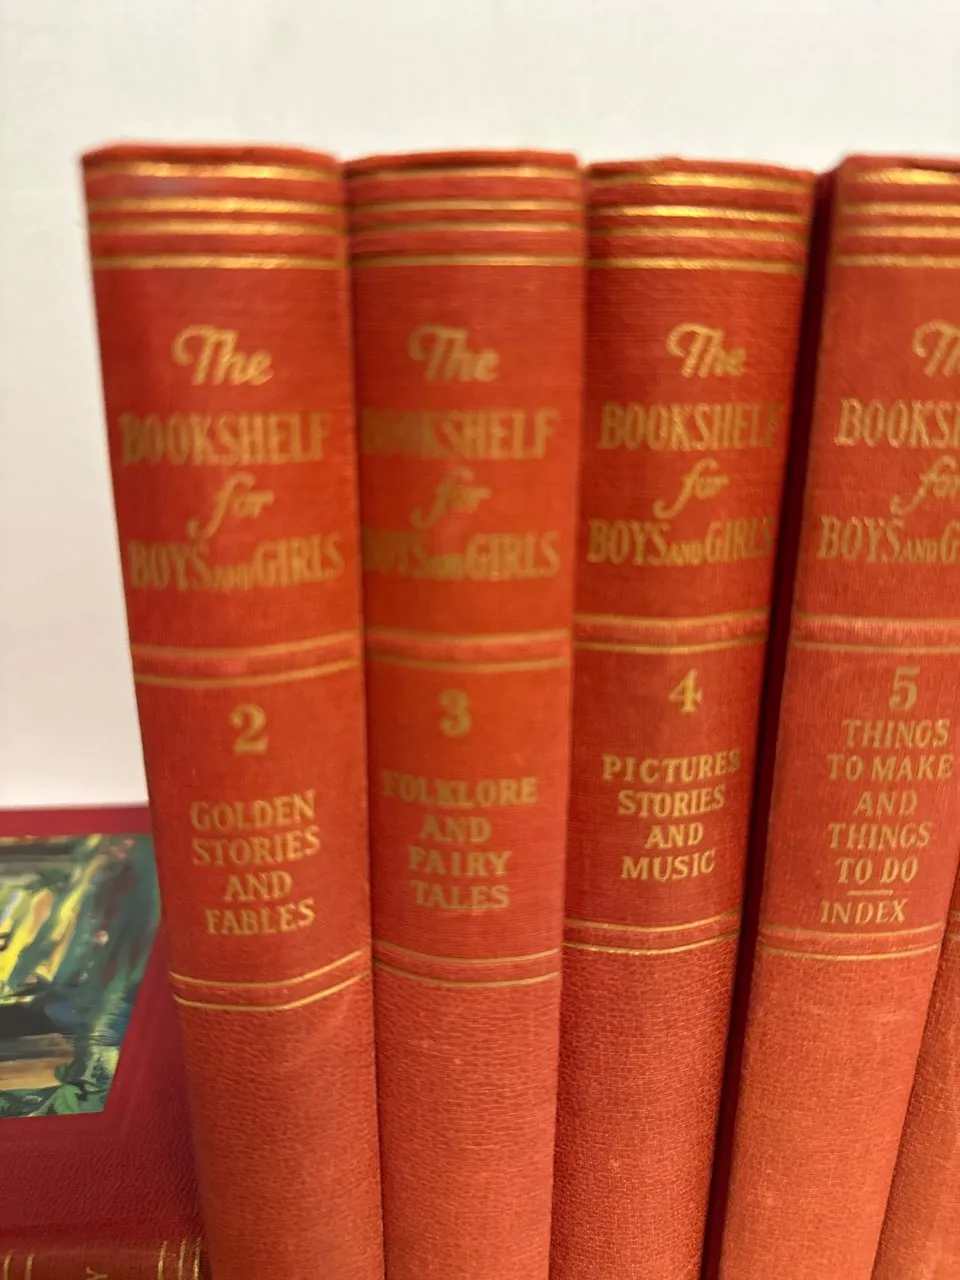 The
BOOKSHELF
for
BOYS AND GIRLS
2
GOLDEN
STORIES
AND
FABLES
The
BOOKSHELF
for
BOYS AND GIRLS
3
FOLKLORE
AND
FAIRY
TALES
The
BOOKSHELF
for
BOYS AND GIRLS
4
PICTURES
STORIES
AND
MUSIC
Th
BOOKS
for
BOYS AND G
5
THINGS
TO MAKE
AND
THINGS
TO DO
INDEX